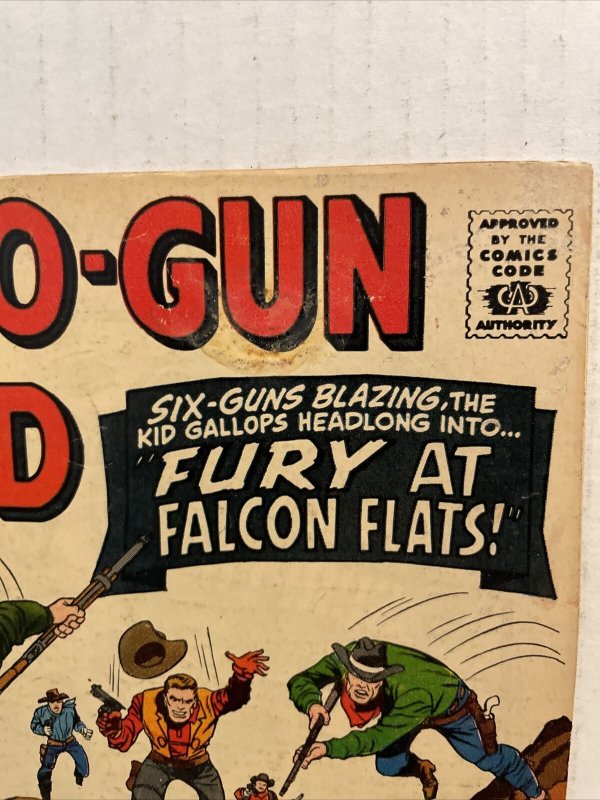 O-GUN
D
APPROVED
BY THE
COMICS
CODE
CA
AUTHORITY
SIX-GUNS BLAZING, THE
KID GALLOPS HEADLONG INTO...
"FURY AT
FALCON FLATS!"